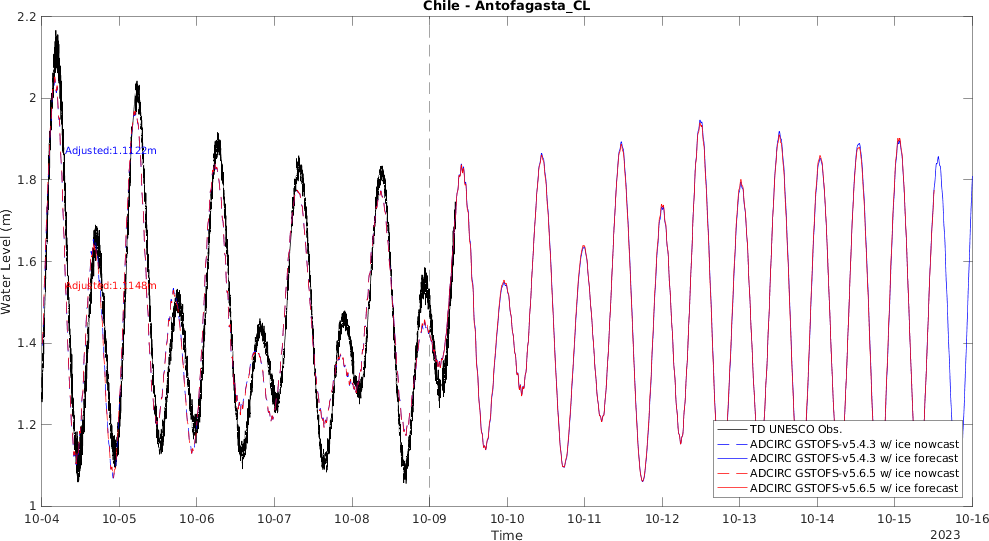 Chile - Antofagasta_CL
2.2
2
1.8
1.6
1.4
1.2
1
Water Level (m)
Adjusted:1.1122m
Adjusted:1.1148m
TD UNESCO Obs.
ADCIRC GSTOFS-v5.4.3 w/ ice nowcast
ADCIRC GSTOFS-v5.4.3 w/ ice forecast
ADCIRC GSTOFS-v5.6.5 w/ ice nowcast
ADCIRC GSTOFS-v5.6.5 w/ ice forecast
10-04 10-05 10-06 10-07 10-08 10-09 10-10 10-11 10-12 10-13 10-14 10-15 10-16
Time
2023